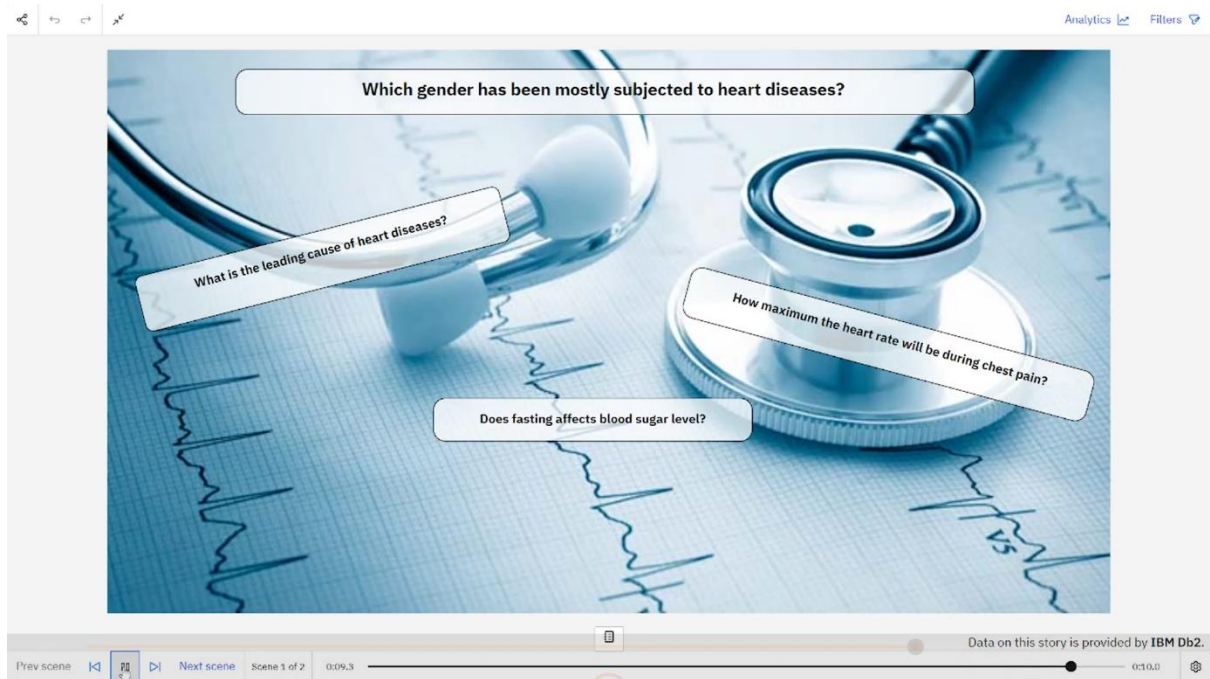 Analytics
Filters
Which gender has been mostly subjected to heart diseases?
What is the leading cause of heart diseases?
How maximum the heart rate will be during chest pain?
Does fasting affects blood sugar level?
V5
Data on this story is provided by IBM Db2.
Prev scene Next scene Scene 1 of 2 0:09.3 0:10.0